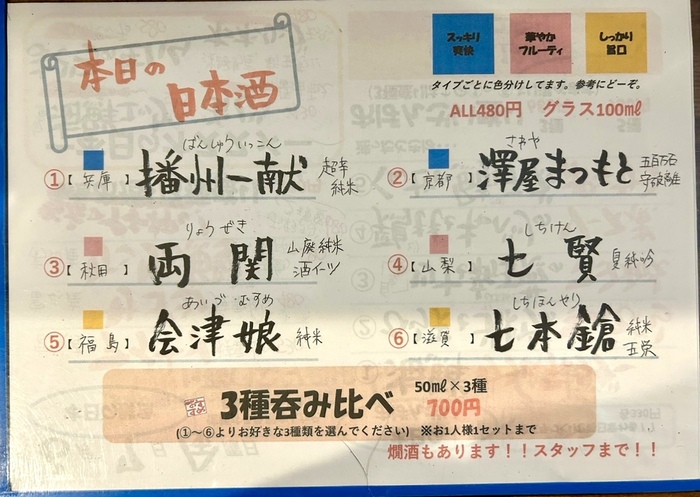 本日の
日本酒
スッキリ
爽快
華やか
フルーティ
しっかり
旨口
タイプごとに色分けしてます。参考にどーぞ。
ALL480円 グラス100ml
ばんしゅういっこん
①【兵庫】播州一献 超辛
純米
さわや
②【京都】澤屋まつもと 五百万石
守破離
りょうぜき
③【秋田】両関 山廃純米
酒イーツ
しちけん
④【山梨】七賢 夏純吟
あいづ・むすめ
⑤【福島】会津娘 純米
しちほんやり
⑥【滋賀】七本鎗 純米
玉栄
3種呑み比べ
50ml×3種
700円
(①～⑥よりお好きな3種類を選んでください) ※お1人様1セットまで
燗酒もあります！！スタッフまで！！